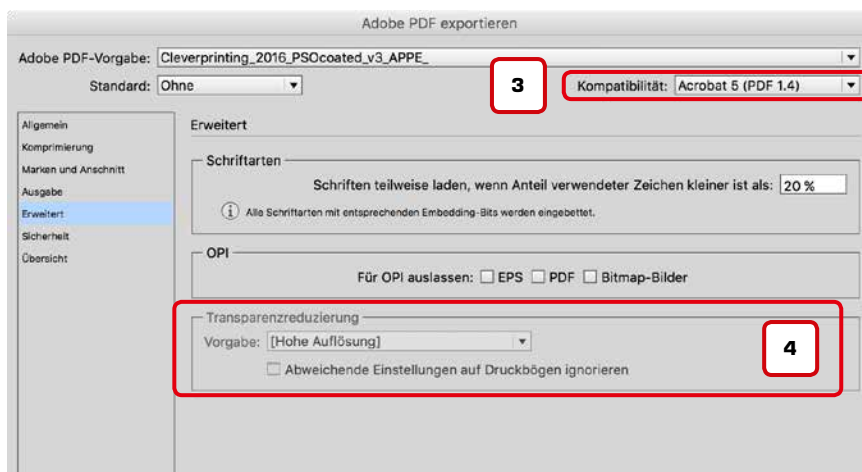 Adobe PDF exportieren
Adobe PDF-Vorgabe: Cleverprinting_2016_PSOcoated_v3_APPE_
Standard: Ohne
3
Kompatibilität: Acrobat 5 (PDF 1.4)
Allgemein
Komprimierung
Marken und Anschnitt
Ausgabe
Erweitert
Sicherheit
Übersicht
Erweitert
Schriftarten
Schriften teilweise laden, wenn Anteil verwendeter Zeichen kleiner ist als: 20 %
i Alle Schriftarten mit entsprechenden Embedding-Bits werden eingebettet.
OPI
Für OPI auslassen: EPS PDF Bitmap-Bilder
Transparenzreduzierung
Vorgabe: [Hohe Auflösung]
Abweichende Einstellungen auf Druckbögen ignorieren
4